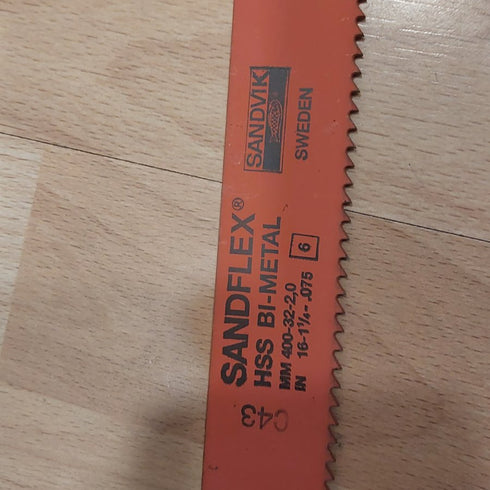 SANDVIK
SWEDEN
SANDFLEX®
HSS BI-METAL
6
MM 400-32-2,0
IN 16-1¼-.075
C43